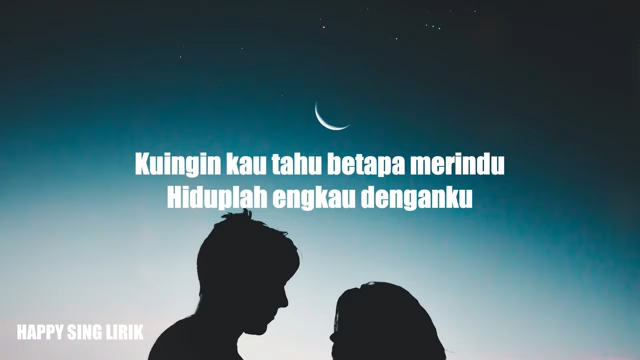 Kuingin kau tahu betapa merindu
Hiduplah engkau denganku
HAPPY SING LIRIK